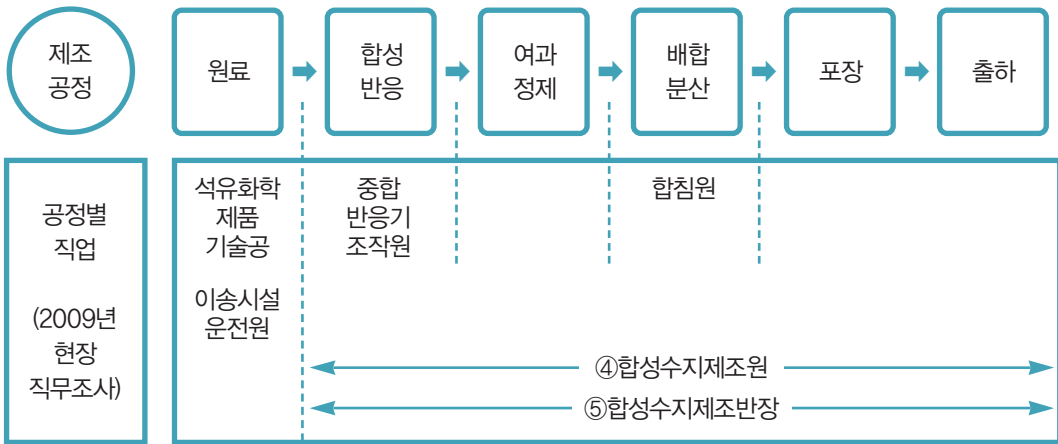 제조
공정
원료
합성
반응
여과
정제
배합
분산
포장
출하
공정별
직업
(2009년
현장
직무조사)
석유화학
제품
기술공
이송시설
운전원
중합
반응기
조작원
합침원
④합성수지제조원
⑤합성수지제조반장